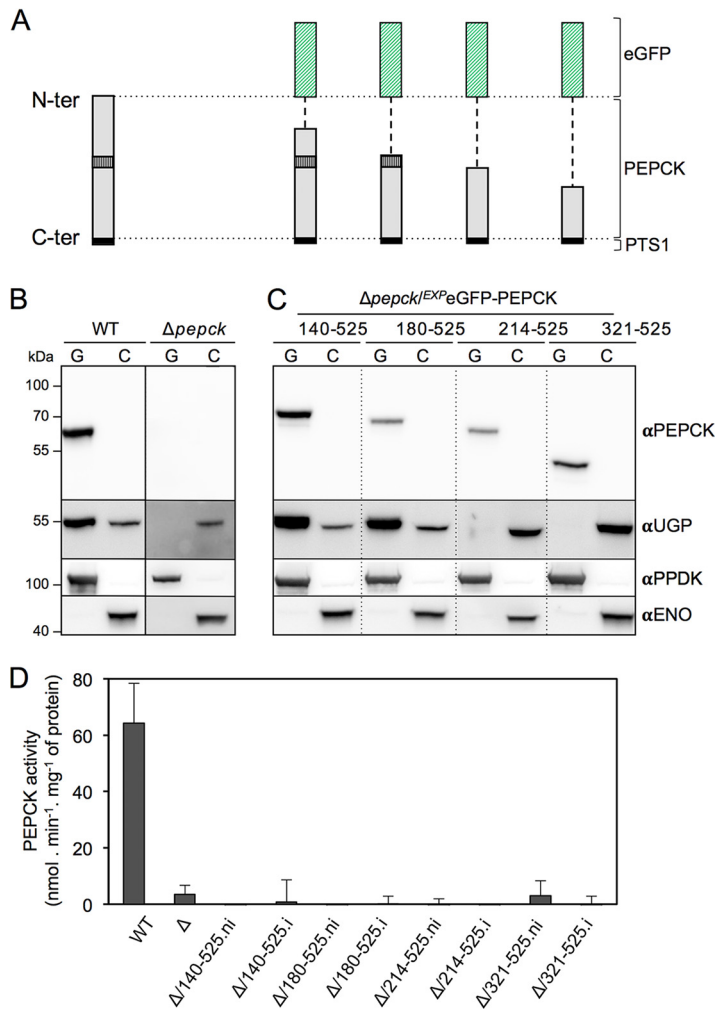 A
eGFP
N-ter
PEPCK
C-ter
PTS1
B
C
Δpepck/EXPeGFP-PEPCK
WT Δpepck
140-525 180-525 214-525 321-525
kDa G C G C G C G C G C G C
100
70
55
αPEPCK
55
αUGP
100
αPPDK
40
αENO
D
PEPCK activity
(nmol . min-1. mg-1 of protein)
80
60
40
20
0
WT
Δ
Δ/140-525.ni
Δ/140-525.i
Δ/180-525.ni
Δ/180-525.i
Δ/214-525.ni
Δ/214-525.i
Δ/321-525.ni
Δ/321-525.i